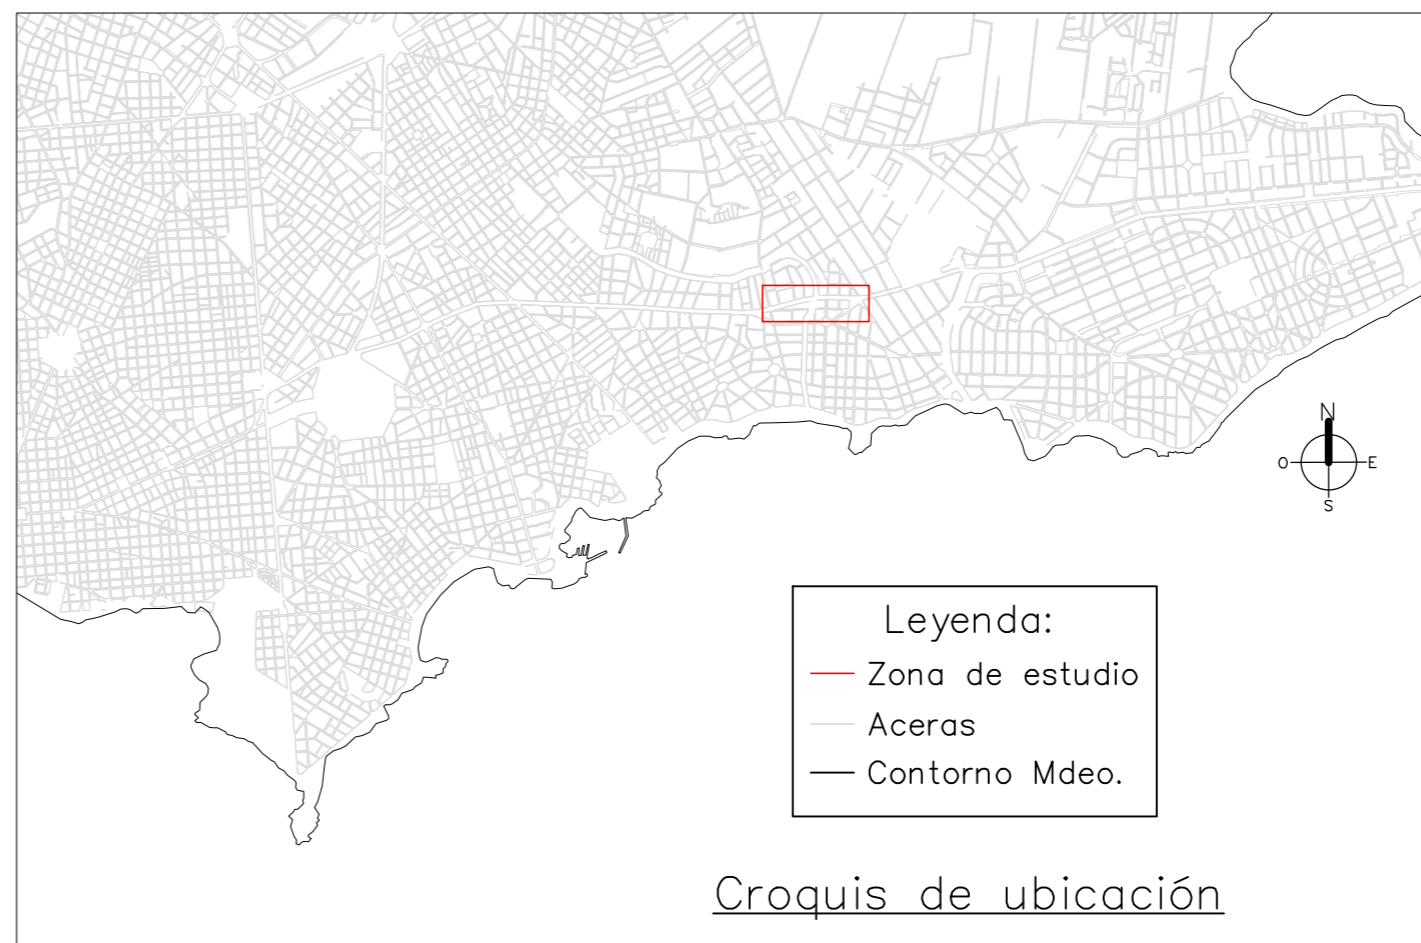 N
O
E
S
Leyenda:
Zona de estudio
Aceras
Contorno Mdeo.
Croquis de ubicación